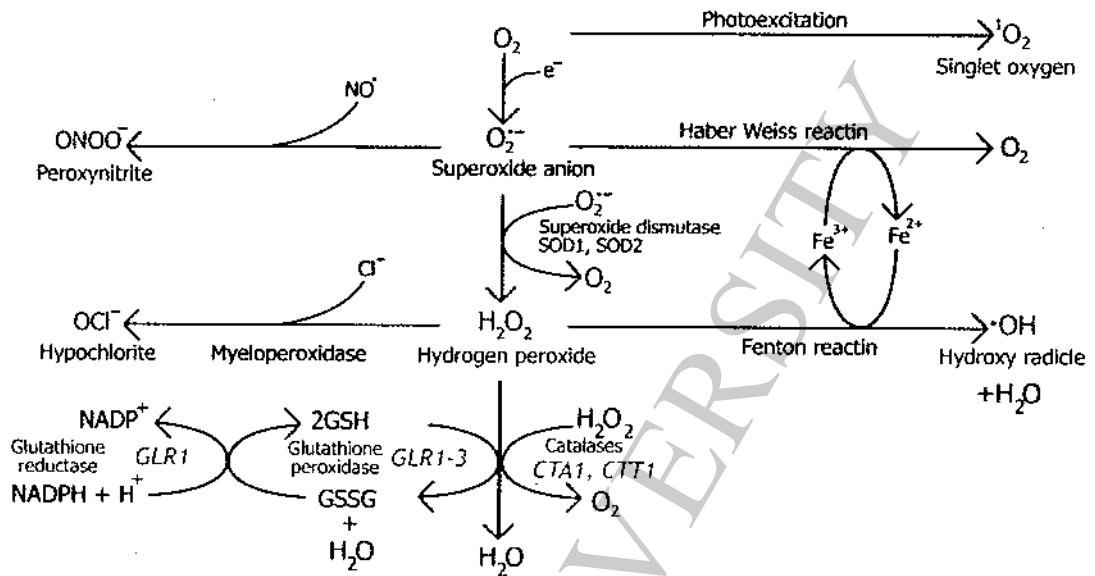 Photoexcitation
O₂
¹O₂
Singlet oxygen
e⁻
NO•
ONOO⁻
Peroxynitrite
O₂•⁻
Superoxide anion
Haber Weiss reactin
O₂
O₂•⁻
Superoxide dismutase
SOD1, SOD2
O₂
Fe³⁺
Fe²⁺
Cl⁻
OCl⁻
Hypochlorite
Myeloperoxidase
H₂O₂
Hydrogen peroxide
Fenton reactin
•OH
Hydroxy radicle
+H₂O
NADP⁺
2GSH
H₂O₂
Glutathione
reductase
GLR1
Glutathione
peroxidase
GLR1-3
Catalases
CTA1, CTT1
NADPH + H⁺
GSSG
+
H₂O
O₂
H₂O
VERSITY